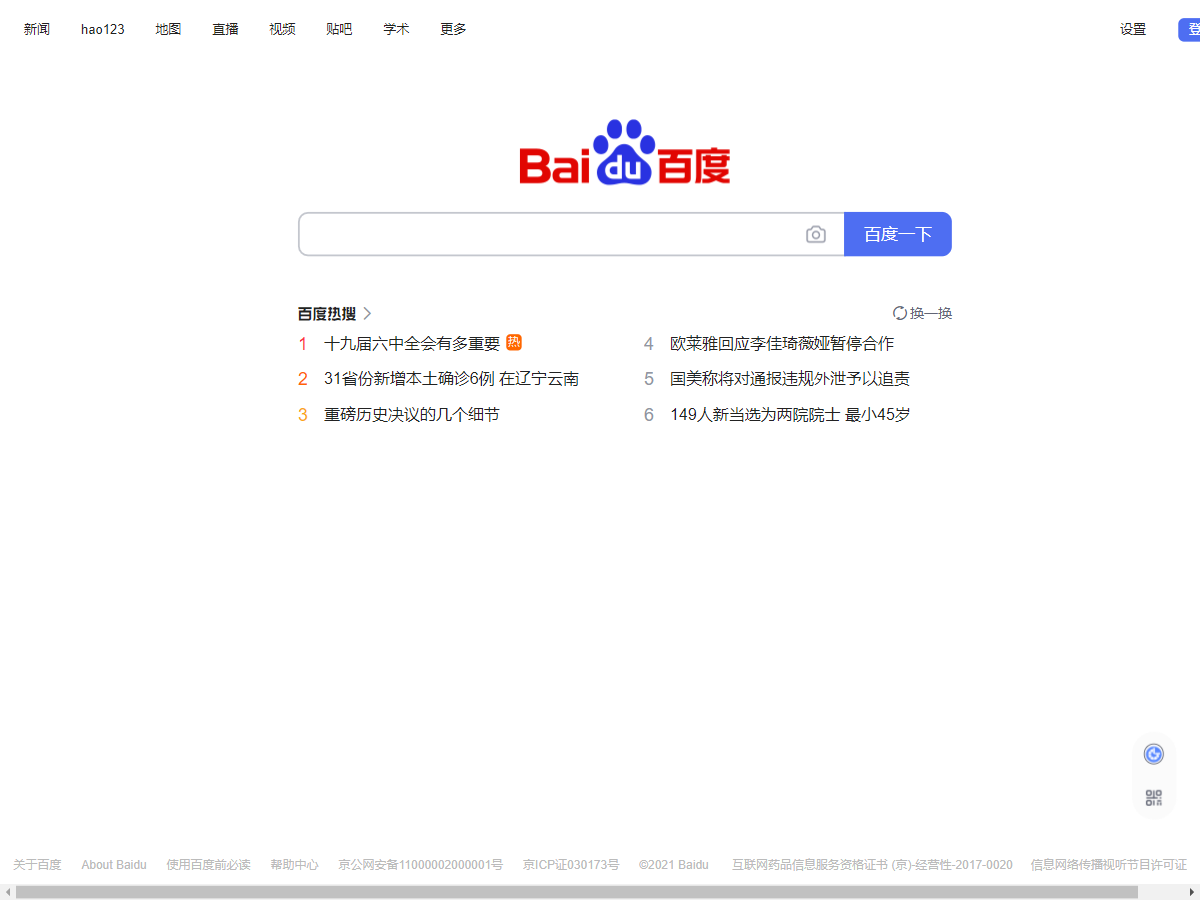 新闻 hao123 地图 直播 视频 贴吧 学术 更多 设置
Bai du 百度
百度一下
百度热搜 换一换
1 十九届六中全会有多重要 热
2 31省份新增本土确诊6例 在辽宁云南
3 重磅历史决议的几个细节
4 欧莱雅回应李佳琦薇娅暂停合作
5 国美称将对通报违规外泄予以追责
6 149人新当选为两院院士 最小45岁
关于百度 About Baidu 使用百度前必读 帮助中心 京公网安备11000002000001号 京ICP证030173号 ©2021 Baidu 互联网药品信息服务资格证书 (京)-经营性-2017-0020 信息网络传播视听节目许可证